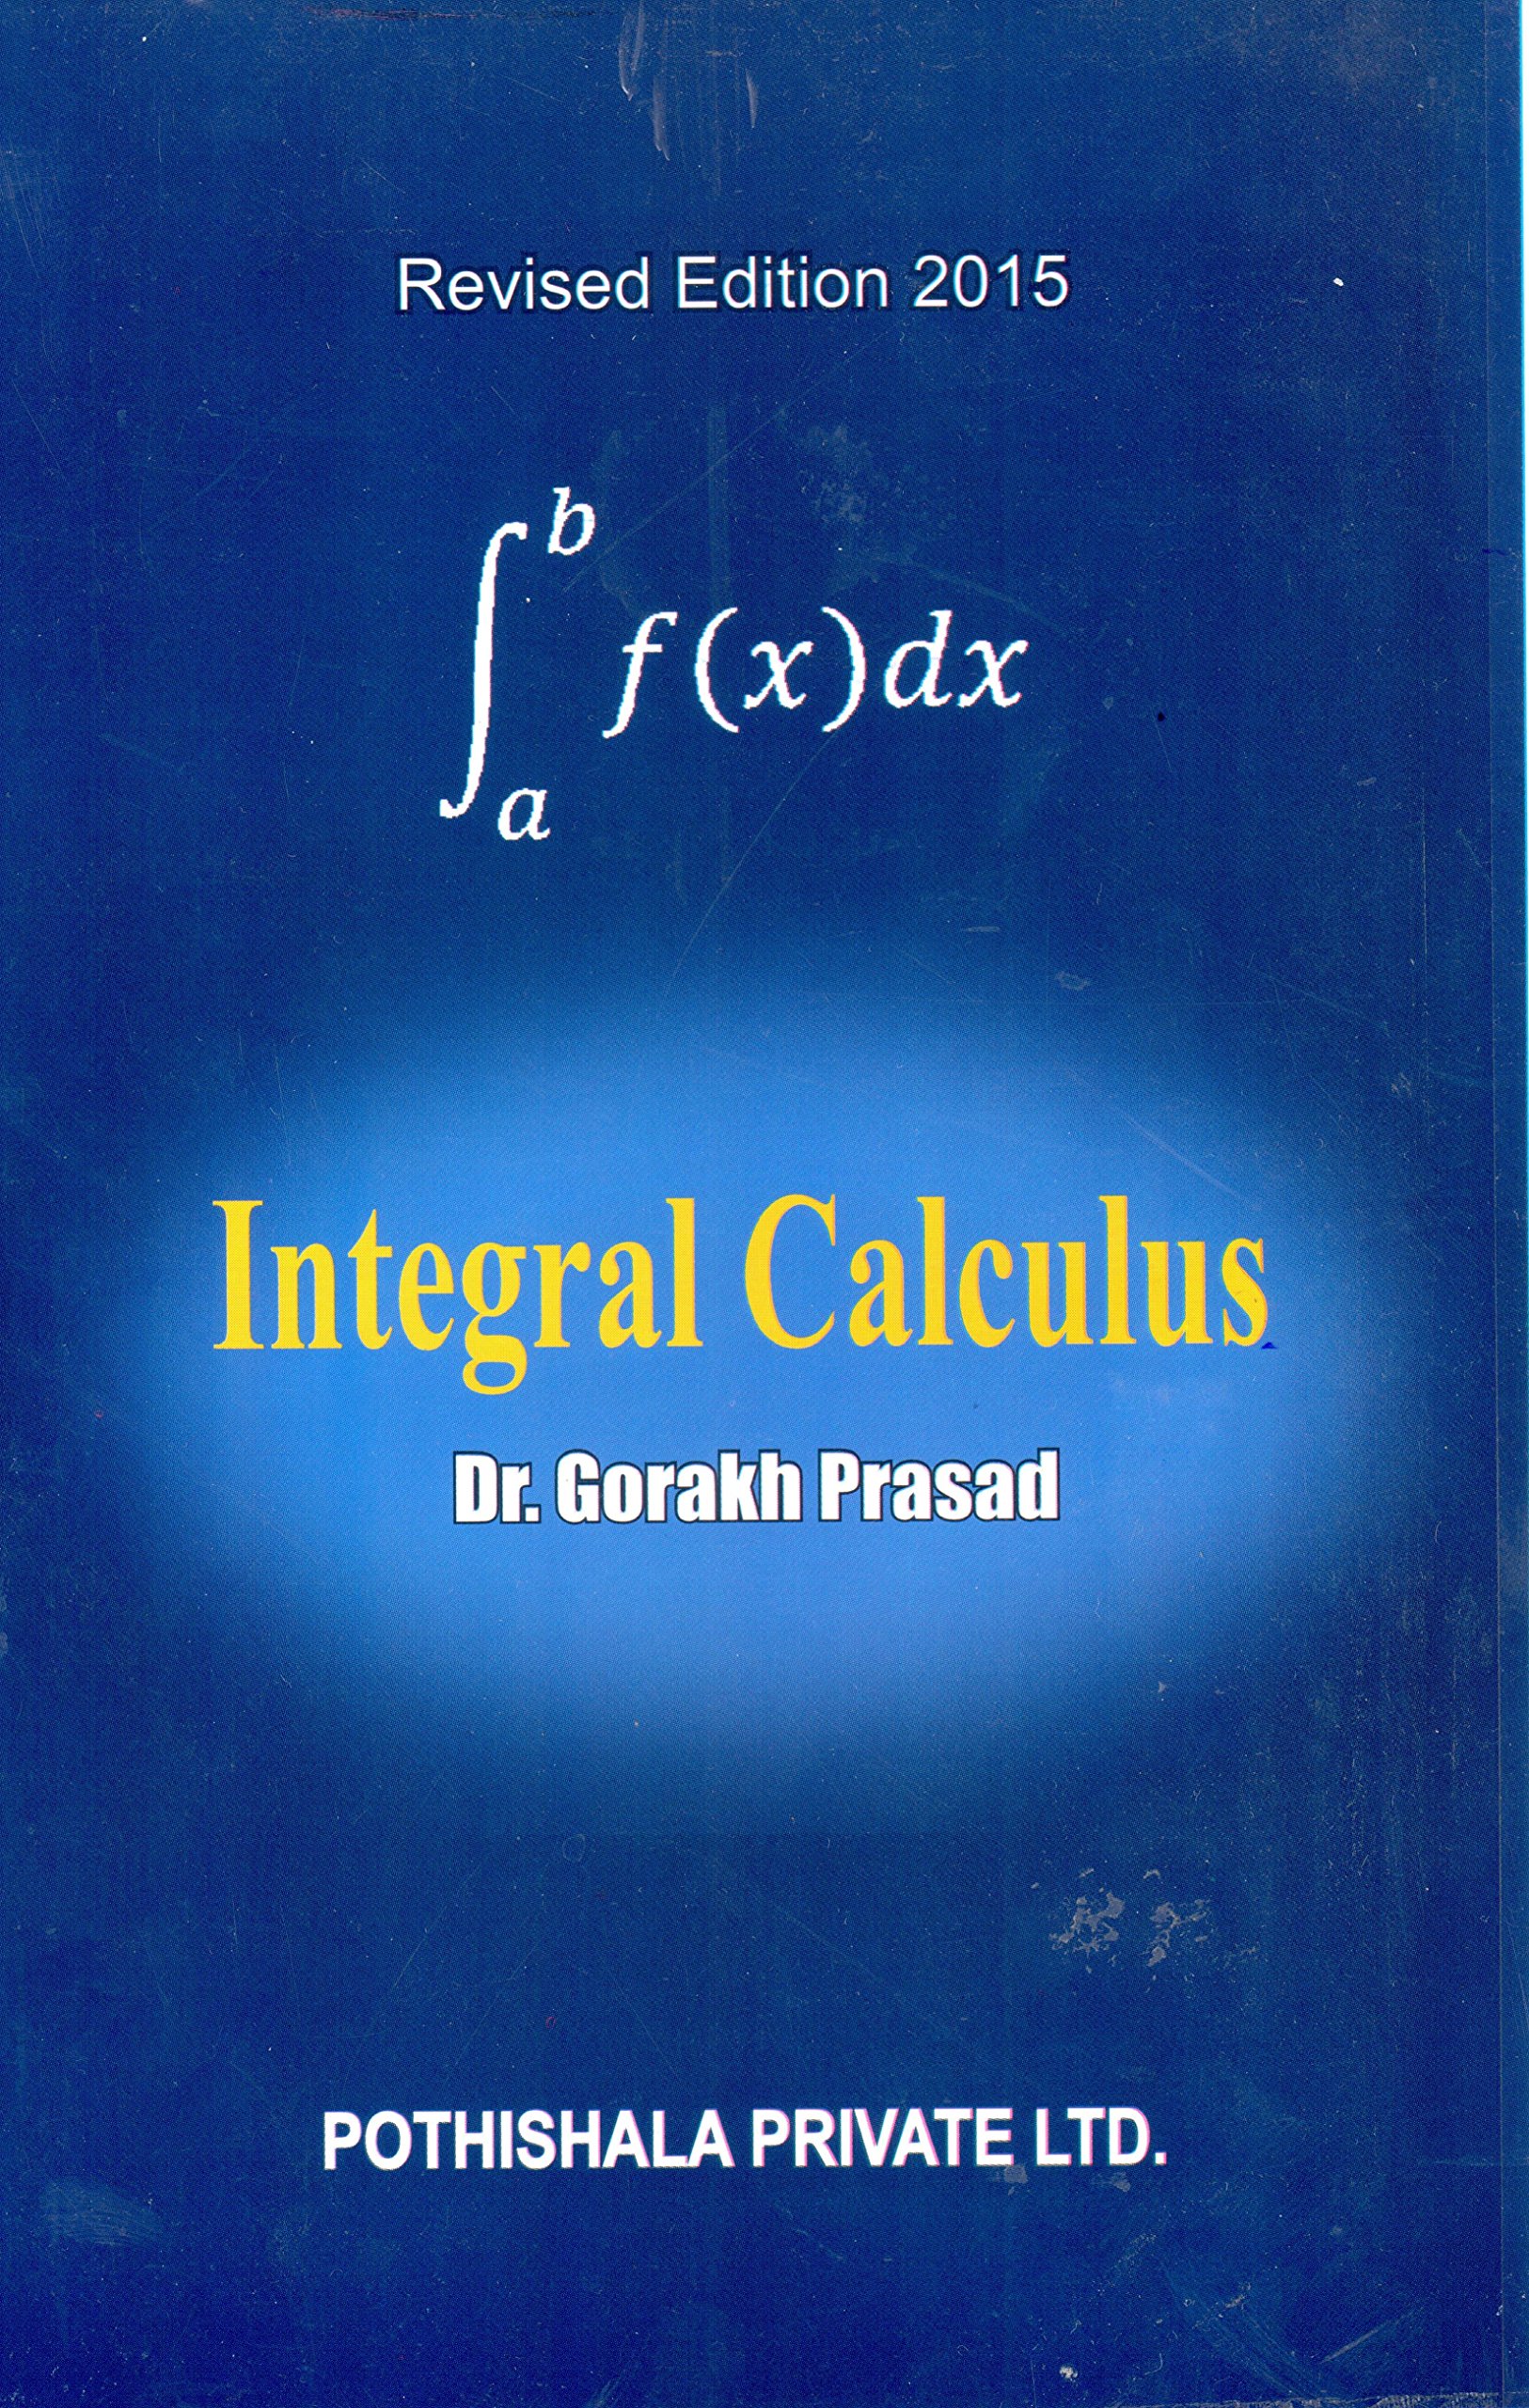 Revised Edition 2015
∫ₐᵇ f(x)dx
Integral Calculus
Dr. Gorakh Prasad
POTHISHALA PRIVATE LTD.